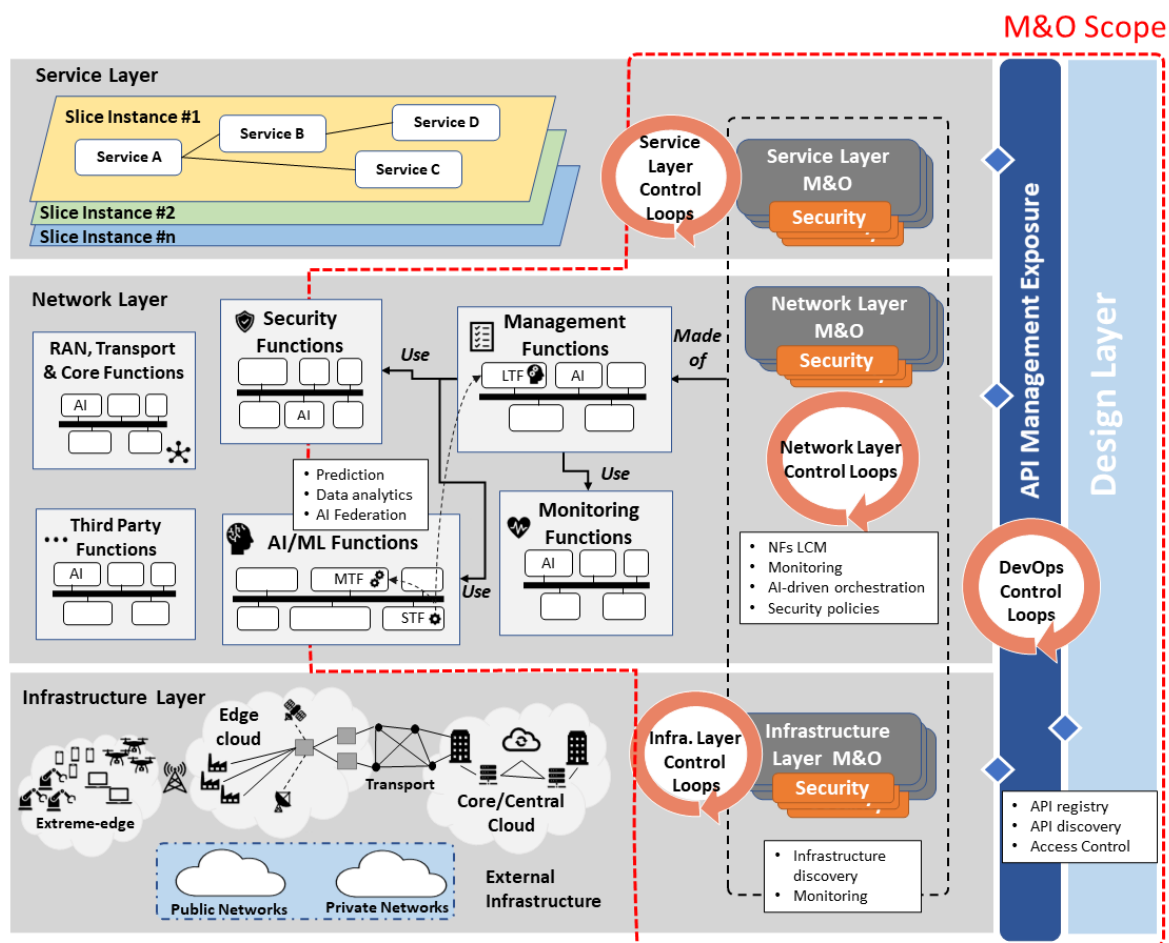 M&O Scope
Service Layer
Slice Instance #1
Service A
Service B
Service D
Service C
Slice Instance #2
Slice Instance #n
Service
Layer
Control
Loops
Service Layer
M&O
Security
Network Layer
RAN, Transport
& Core Functions
AI
Security
Functions
AI
Use
Management
Functions
LTF
AI
Made
of
Network Layer
M&O
Security
Network Layer
Control Loops
• Prediction
• Data analytics
• AI Federation
Use
••• Third Party
Functions
AI
AI/ML Functions
MTF
STF
Use
Monitoring
Functions
AI
• NFs LCM
• Monitoring
• AI-driven orchestration
• Security policies
API Management Exposure
Design Layer
DevOps
Control
Loops
Infrastructure Layer
Edge
cloud
Extreme-edge
Transport
Core/Central
Cloud
Public Networks
Private Networks
External
Infrastructure
Infra. Layer
Control
Loops
Infrastructure
Layer M&O
Security
• Infrastructure
discovery
• Monitoring
• API registry
• API discovery
• Access Control